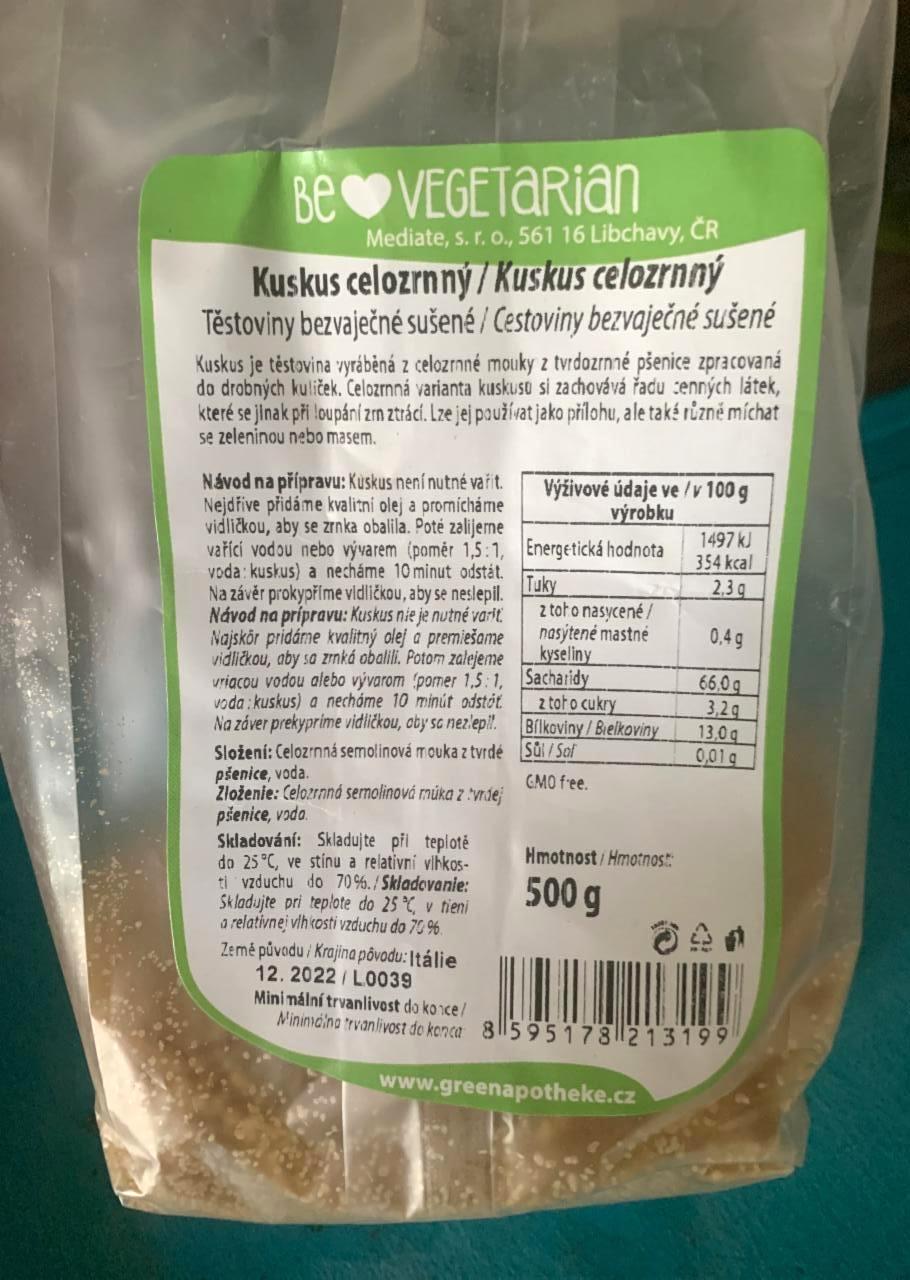 Be VEGETaRian
Mediate, s. r. o., 561 16 Libchavy, ČR
Kuskus celozrnný / Kuskus celozrnný
Těstoviny bezvaječné sušené / Cestoviny bezvaječné sušené
Kuskus je těstovina vyráběná z celozrnné mouky z tvrdozrnné pšenice zpracovaná
do drobných kuliček. Celozrnná varianta kuskusu si zachovává řadu cenných látek,
které se jinak při loupání zrn ztrácí. Lze jej používat jako přílohu, ale také různě míchat
se zeleninou nebo masem.
Návod na přípravu: Kuskus není nutné vařit.
Nejdříve přidáme kvalitní olej a promícháme
vidličkou, aby se zrnka obalila. Poté zalijeme
vařící vodou nebo vývarem (poměr 1,5 : 1,
voda : kuskus) a necháme 10 minut odstát.
Na závěr prokypříme vidličkou, aby se neslepil.
Návod na prípravu: Kuskus nie je nutné variť.
Najskôr pridáme kvalitný olej a premiešame
vidličkou, aby sa zrnká obalili. Potom zalejeme
vriacou vodou alebo vývarom (pomer 1,5 : 1,
voda : kuskus) a necháme 10 minút odstáť.
Na záver prekypríme vidličkou, aby sa nezlepil.
Složení: Celozrnná semolinová mouka z tvrdé
pšenice, voda.
Zloženie: Celozrnná semolinová múka z tvrdej
pšenice, voda.
Skladování: Skladujte při teplotě
do 25 °C, ve stínu a relativní vlhkos-
ti vzduchu do 70 %. / Skladovanie:
Skladujte pri teplote do 25 °C, v tieni
a relatívnej vlhkosti vzduchu do 70 %.
Země původu / Krajina pôvodu: Itálie
12. 2022 / L0039
Minimální trvanlivost do konce /
Minimálna trvanlivost do konca
Výživové údaje ve / v 100 g
výrobku
Energetická hodnota 1497 kJ
354 kcal
Tuky 2,3 g
z toho nasycené /
nasýtené mastné
kyseliny 0,4 g
Sacharidy 66,0 g
z toho cukry 3,2 g
Bílkoviny / Bielkoviny 13,0 g
Sůl / Soľ 0,01 g
GMO free.
Hmotnost / Hmotnosť:
500 g
8 595178 213199
www.greenapotheke.cz